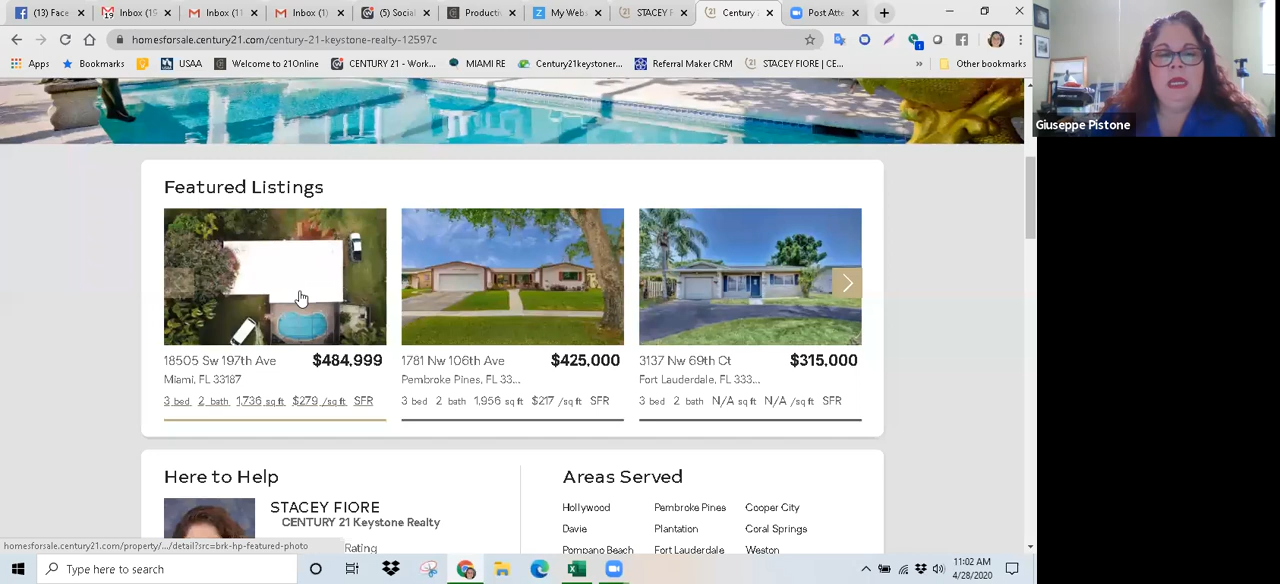 (13) Face
Inbox (15
Inbox (11
Inbox (1)
(5) Social
Producti
My Web
STACEY F
Century
Post Atte
homesforsale.century21.com/century-21-keystone-realty-12597c
Apps
Bookmarks
USAA
Welcome to 21Online
CENTURY 21 - Work...
MIAMI RE
Century21keystoner...
Referral Maker CRM
STACEY FIORE | CE...
»
Other bookmarks
Giuseppe Pistone
Featured Listings
18505 Sw 197th Ave $484,999
Miami, FL 33187
3 bed 2 bath 1,736 sq ft $279 /sq ft SFR
1781 Nw 106th Ave $425,000
Pembroke Pines, FL 33...
3 bed 2 bath 1,956 sq ft $217 /sq ft SFR
3137 Nw 69th Ct $315,000
Fort Lauderdale, FL 333...
3 bed 2 bath N/A sq ft N/A /sq ft SFR
Here to Help
STACEY FIORE
CENTURY 21 Keystone Realty
Rating
Areas Served
Hollywood Pembroke Pines Cooper City
Davie Plantation Coral Springs
Pompano Beach Fort Lauderdale Weston
homesforsale.century21.com/property/.../detail?src=brk-hp-featured-photo
Type here to search
11:02 AM
4/28/2020